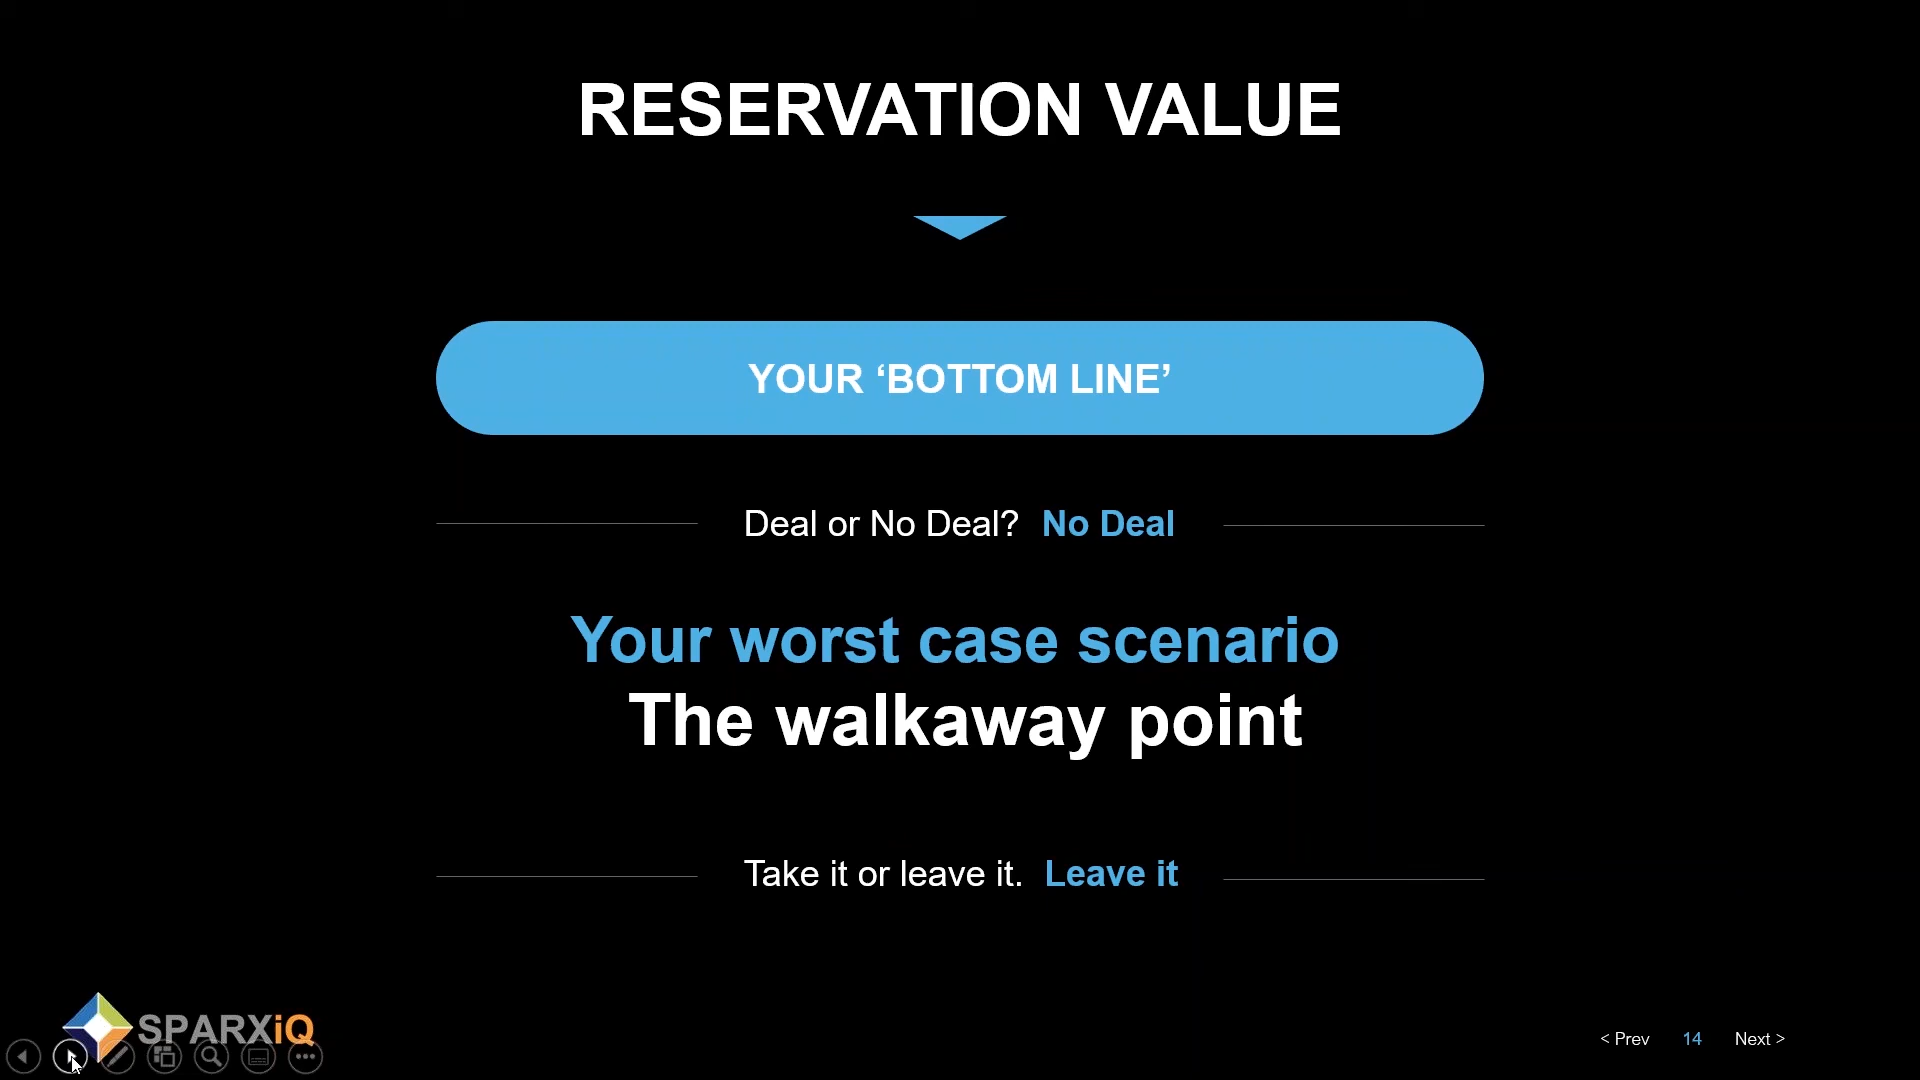 RESERVATION VALUE
YOUR ‘BOTTOM LINE’
Deal or No Deal? No Deal
Your worst case scenario
The walkaway point
Take it or leave it. Leave it
SPARXiQ
< Prev 14 Next >